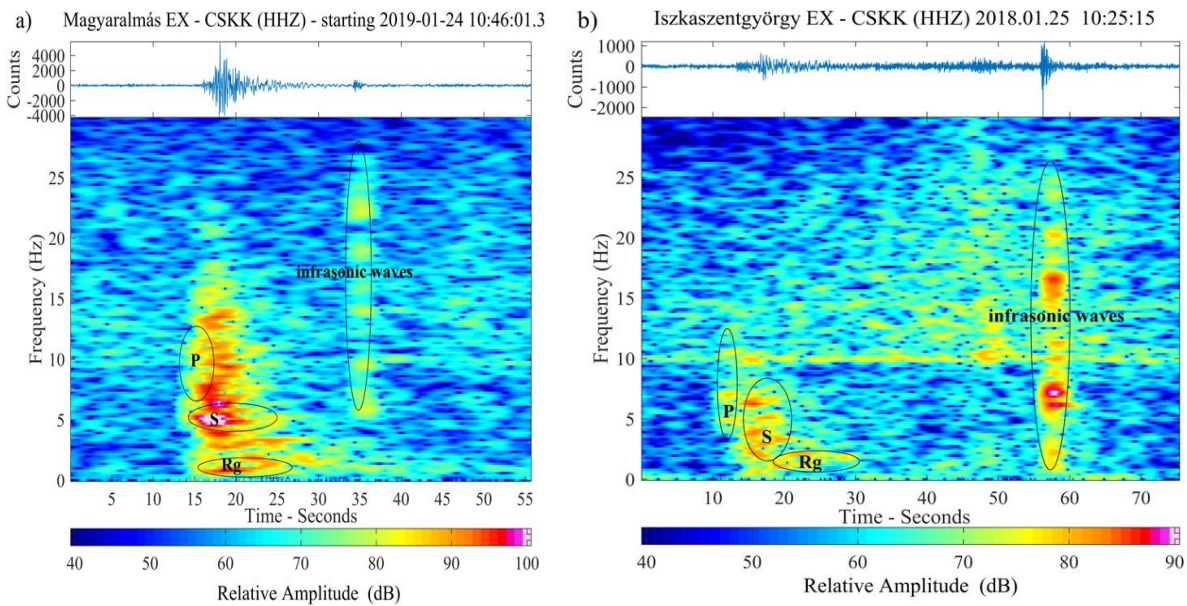 a) Magyaralmás EX - CSKK (HHZ) - starting 2019-01-24 10:46:01.3
4000
2000
0
-2000
-4000
Counts
25
20
15
10
5
0
Frequency (Hz)
infrasonic waves
P
S
Rg
5 10 15 20 25 30 35 40 45 50 55
Time - Seconds
40 50 60 70 80 90 100
Relative Amplitude (dB)
b) Iszkaszentgyörgy EX - CSKK (HHZ) 2018.01.25 10:25:15
1000
0
-1000
-2000
Counts
25
20
15
10
5
0
Frequency (Hz)
infrasonic waves
P
S
Rg
10 20 30 40 50 60 70
Time - Seconds
40 50 60 70 80 90
Relative Amplitude (dB)